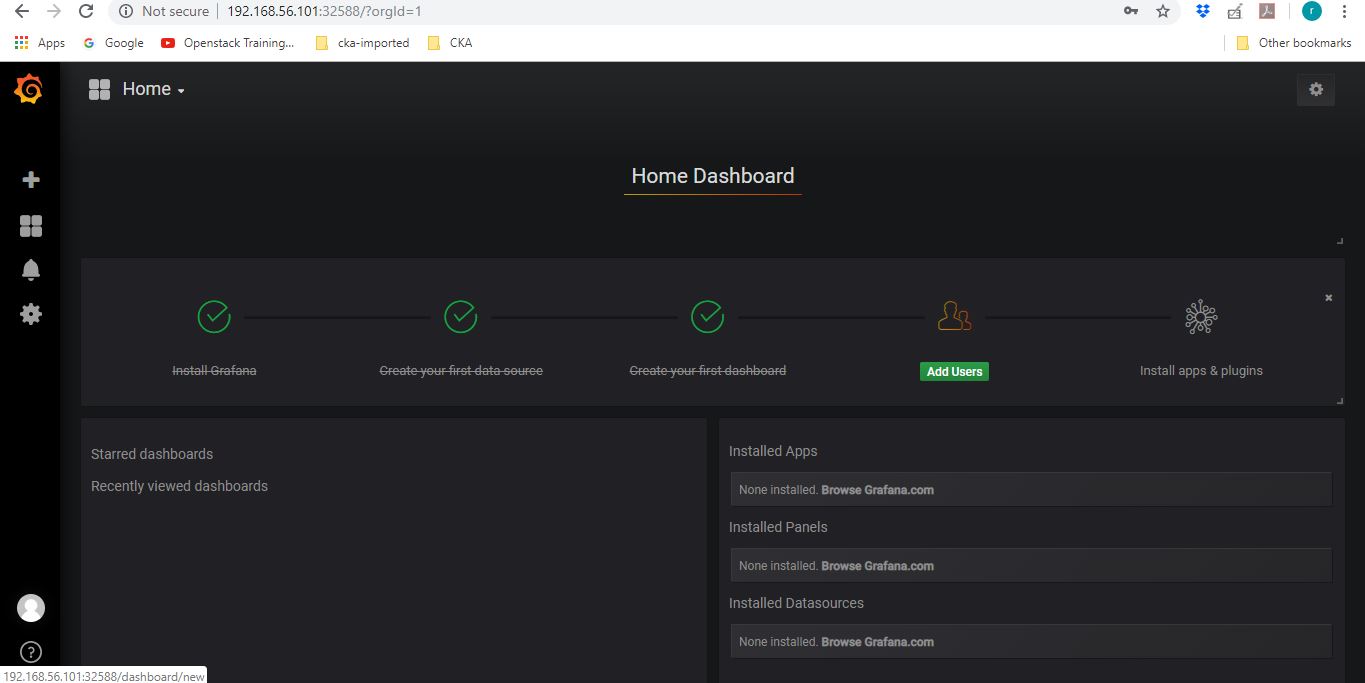 Not secure 192.168.56.101:32588/?orgId=1 r
Apps Google Openstack Training... cka-imported CKA Other bookmarks
Home
Home Dashboard
Install Grafana Create your first data source Create your first dashboard Add Users Install apps & plugins
Starred dashboards
Recently viewed dashboards
Installed Apps
None installed. Browse Grafana.com
Installed Panels
None installed. Browse Grafana.com
Installed Datasources
None installed. Browse Grafana.com
192.168.56.101:32588/dashboard/new